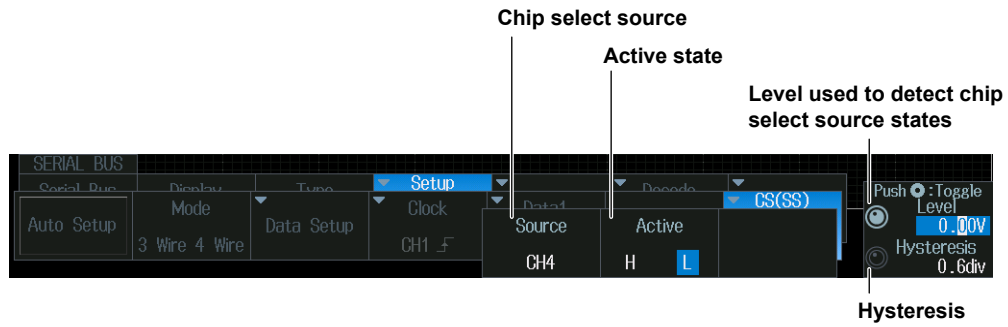 Chip select source
Active state
Level used to detect chip
select source states
SERIAL BUS
Serial Bus Display Type Setup Decode
Mode Clock Data1 CS(SS)
Auto Setup Data Setup
3 Wire 4 Wire CH1
Source Active
CH4 H L
Push :Toggle
Level
0.00V
Hysteresis
0.6div
Hysteresis